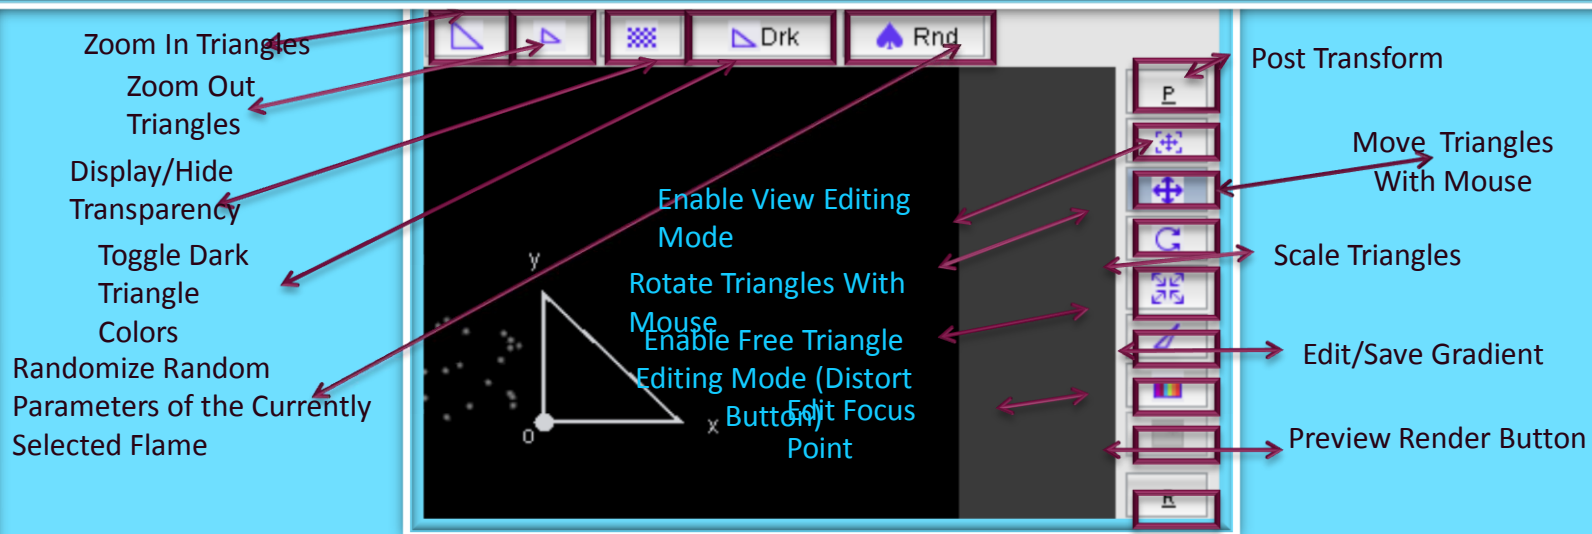 Drk
Rnd
Zoom In Triangles
Zoom Out
Triangles
Display/Hide
Transparency
Toggle Dark
Triangle
Colors
Randomize Random
Parameters of the Currently
Selected Flame
y
x
o
Enable View Editing
Mode
Rotate Triangles With
Mouse
Enable Free Triangle
Editing Mode (Distort
Button)
Edit Focus
Point
P
R
Post Transform
Move Triangles
With Mouse
Scale Triangles
Edit/Save Gradient
Preview Render Button